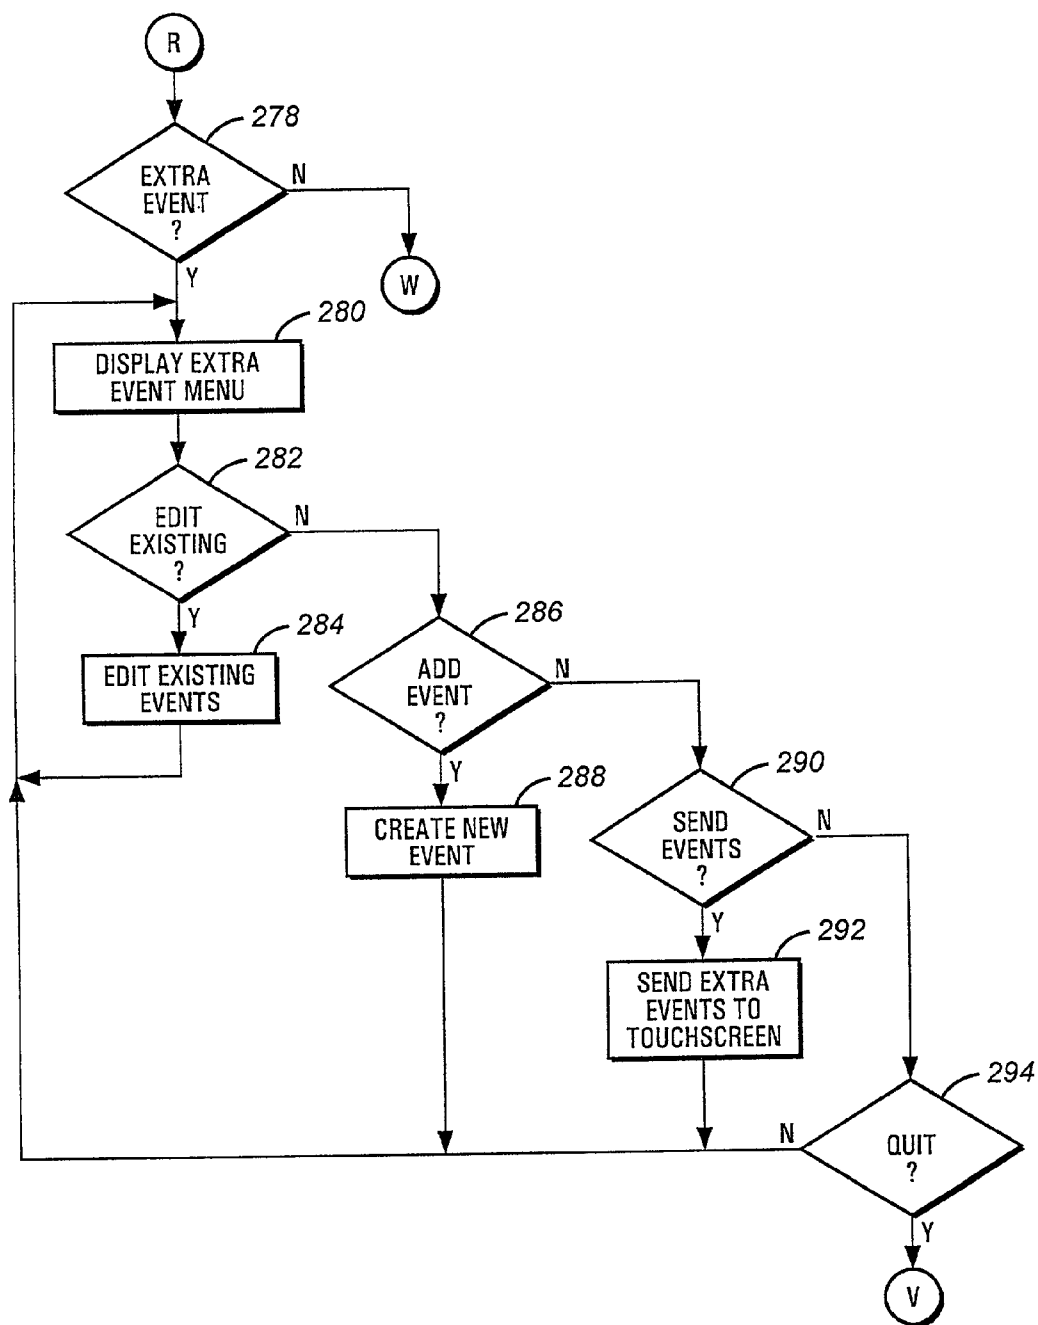 R
278
EXTRA
EVENT
?
N
Y
W
280
DISPLAY EXTRA
EVENT MENU
282
EDIT
EXISTING
?
N
Y
284
EDIT EXISTING
EVENTS
286
ADD
EVENT
?
N
Y
288
CREATE NEW
EVENT
290
SEND
EVENTS
?
N
Y
292
SEND EXTRA
EVENTS TO
TOUCHSCREEN
294
QUIT
?
N
Y
V